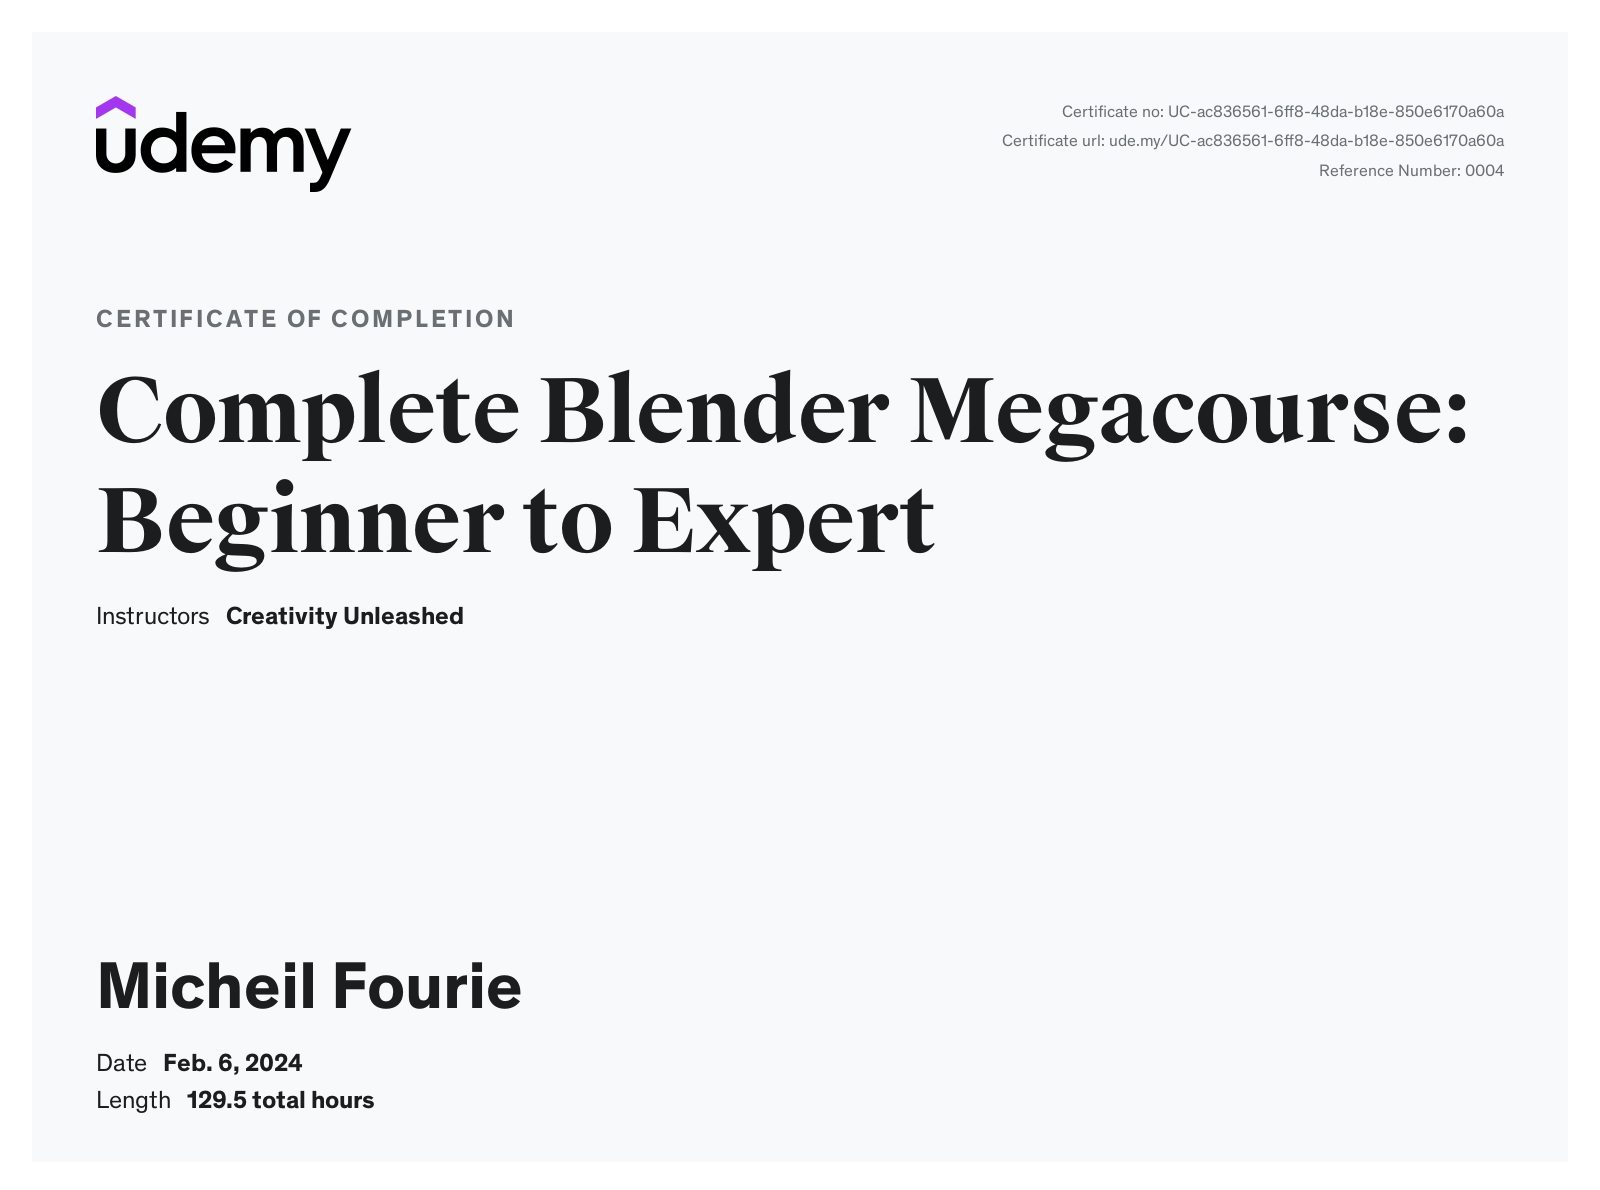 udemy
Certificate no: UC-ac836561-6ff8-48da-b18e-850e6170a60a
Certificate url: ude.my/UC-ac836561-6ff8-48da-b18e-850e6170a60a
Reference Number: 0004
CERTIFICATE OF COMPLETION
Complete Blender Megacourse:
Beginner to Expert
Instructors Creativity Unleashed
Micheil Fourie
Date Feb. 6, 2024
Length 129.5 total hours